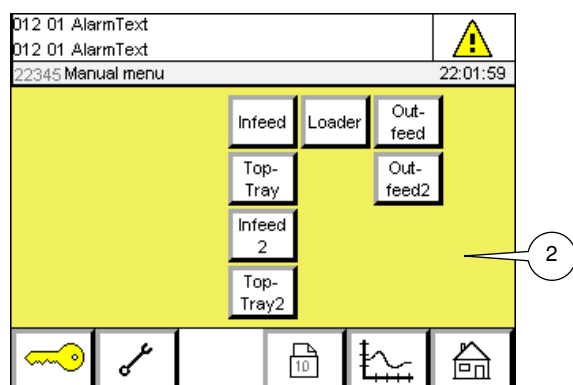 012 01 AlarmText
012 01 AlarmText
22345 Manual menu 22:01:59
Infeed Loader Out-
feed
Top-
Tray
Out-
feed2
Infeed
2
Top-
Tray2
2
10